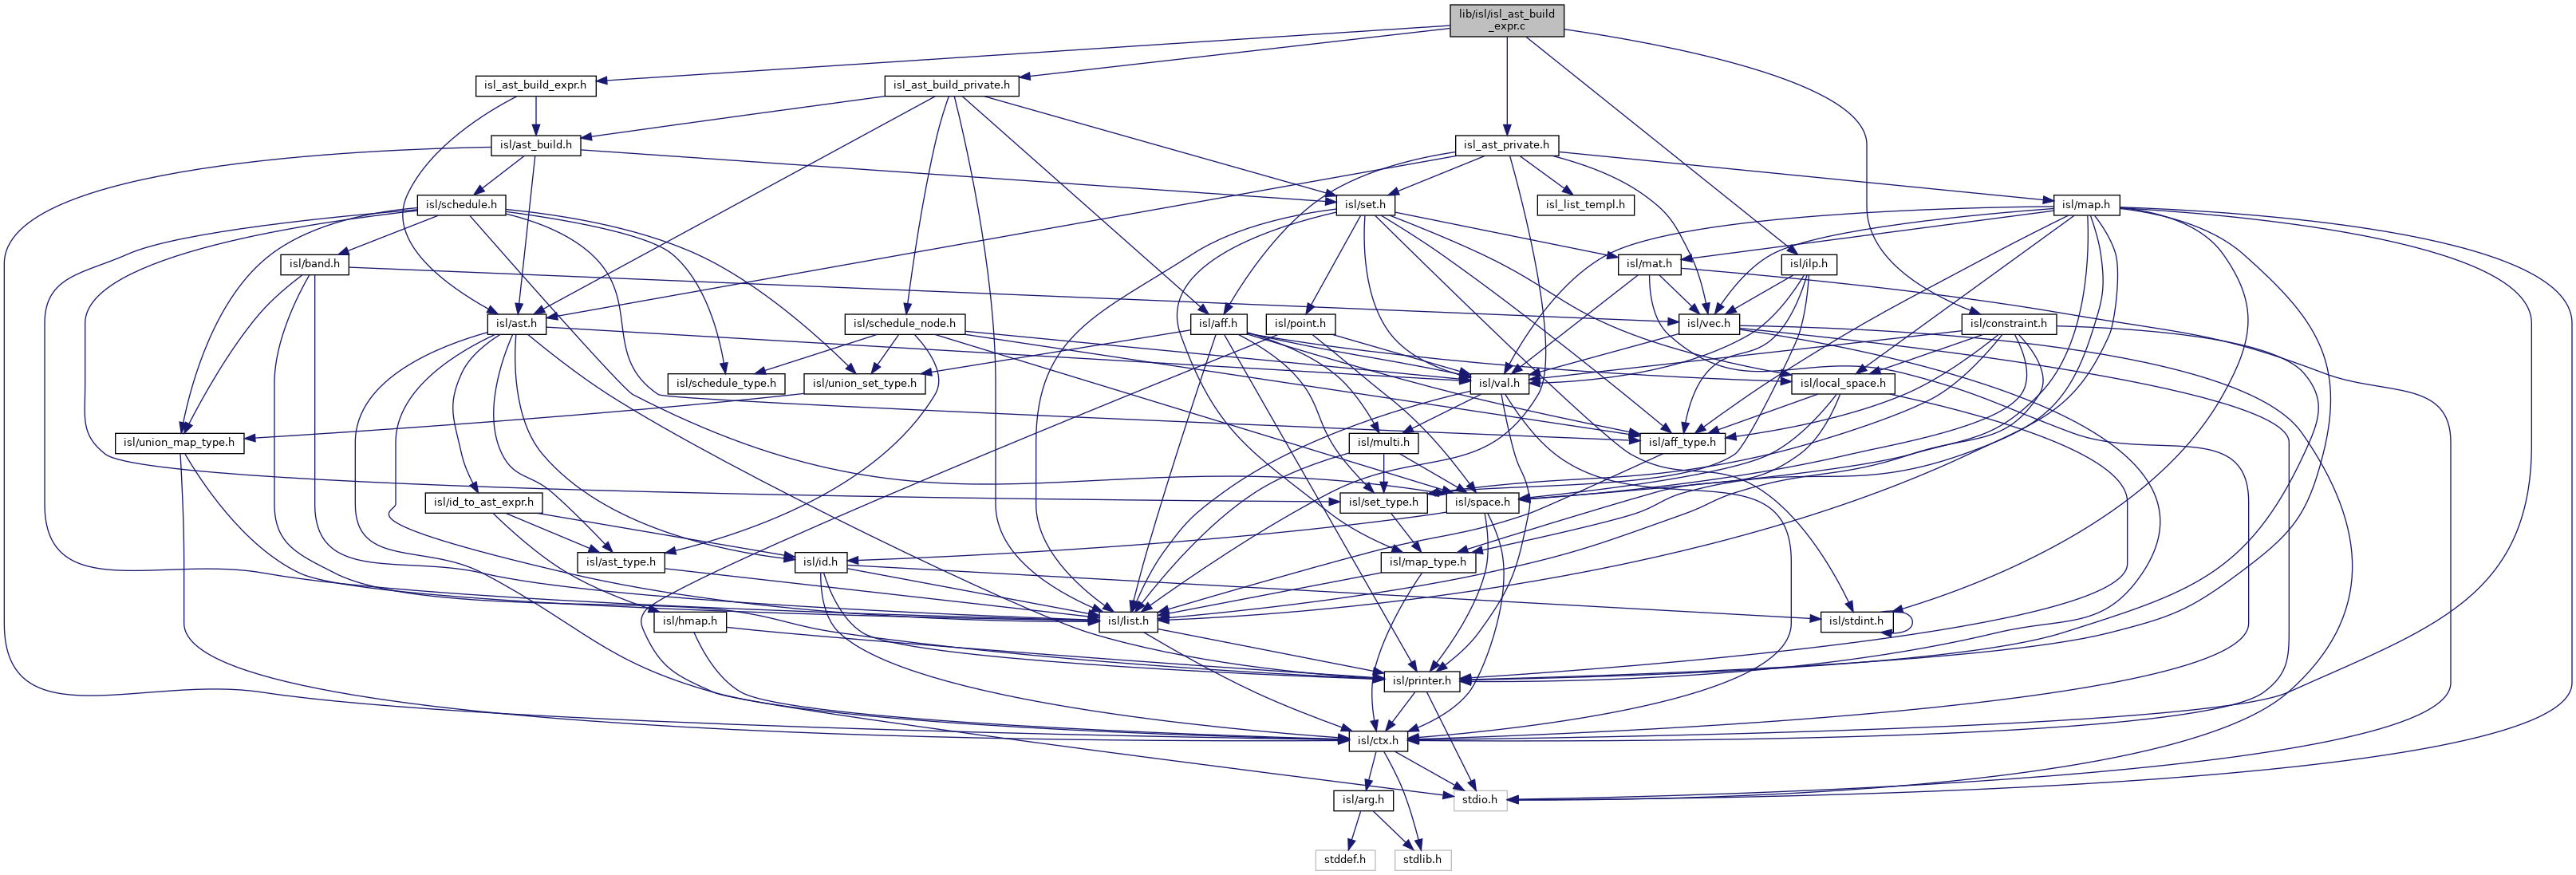 lib/isl/isl_ast_build
_expr.c
isl_ast_build_expr.h
isl_ast_build_private.h
isl/ast_build.h
isl_ast_private.h
isl/schedule.h
isl/set.h
isl_list_templ.h
isl/map.h
isl/band.h
isl/mat.h
isl/ilp.h
isl/ast.h
isl/schedule_node.h
isl/aff.h
isl/point.h
isl/vec.h
isl/constraint.h
isl/schedule_type.h
isl/union_set_type.h
isl/val.h
isl/local_space.h
isl/union_map_type.h
isl/multi.h
isl/aff_type.h
isl/id_to_ast_expr.h
isl/set_type.h
isl/space.h
isl/ast_type.h
isl/id.h
isl/map_type.h
isl/hmap.h
isl/list.h
isl/stdint.h
isl/printer.h
isl/ctx.h
isl/arg.h
stdio.h
stddef.h
stdlib.h